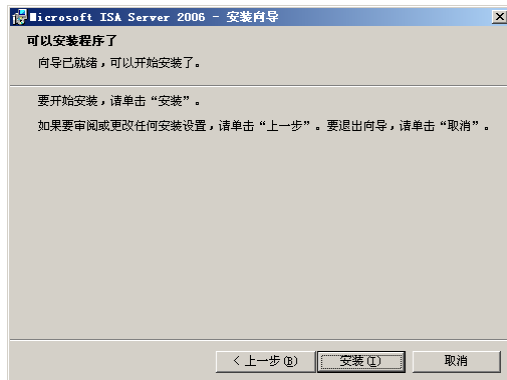 Microsoft ISA Server 2006 - 安装向导
可以安装程序了
向导已就绪，可以开始安装了。
要开始安装，请单击“安装”。
如果要审阅或更改任何安装设置，请单击“上一步”。要退出向导，请单击“取消”。
< 上一步(B)
安装(I)
取消